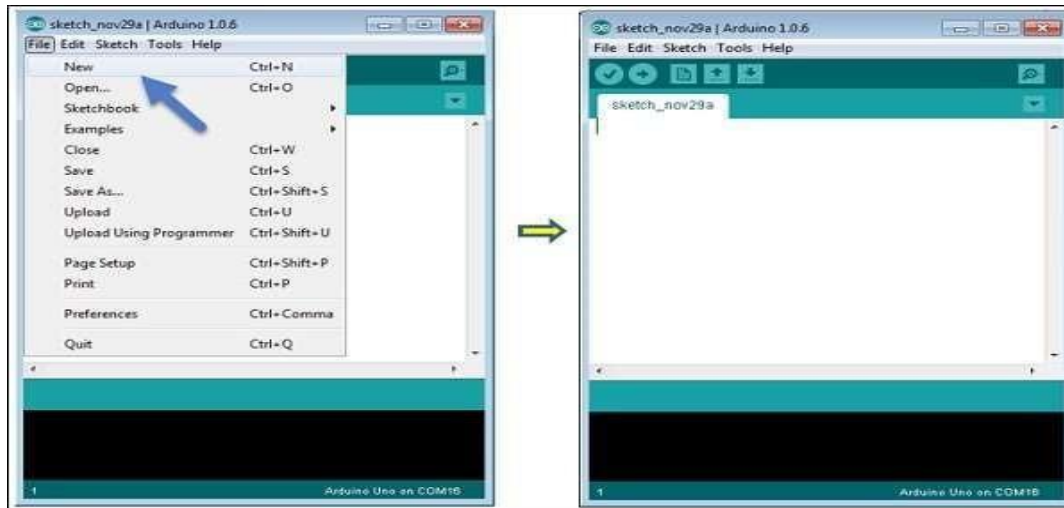 sketch_nov29a | Arduino 1.0.6
File Edit Sketch Tools Help
New Ctrl+N
Open... Ctrl+O
Sketchbook
Examples
Close Ctrl+W
Save Ctrl+S
Save As... Ctrl+Shift+S
Upload Ctrl+U
Upload Using Programmer Ctrl+Shift+U
Page Setup Ctrl+Shift+P
Print Ctrl+P
Preferences Ctrl+Comma
Quit Ctrl+Q
1 Arduino Uno on COM16
sketch_nov29a | Arduino 1.0.6
File Edit Sketch Tools Help
sketch_nov29a
1 Arduino Uno on COM16